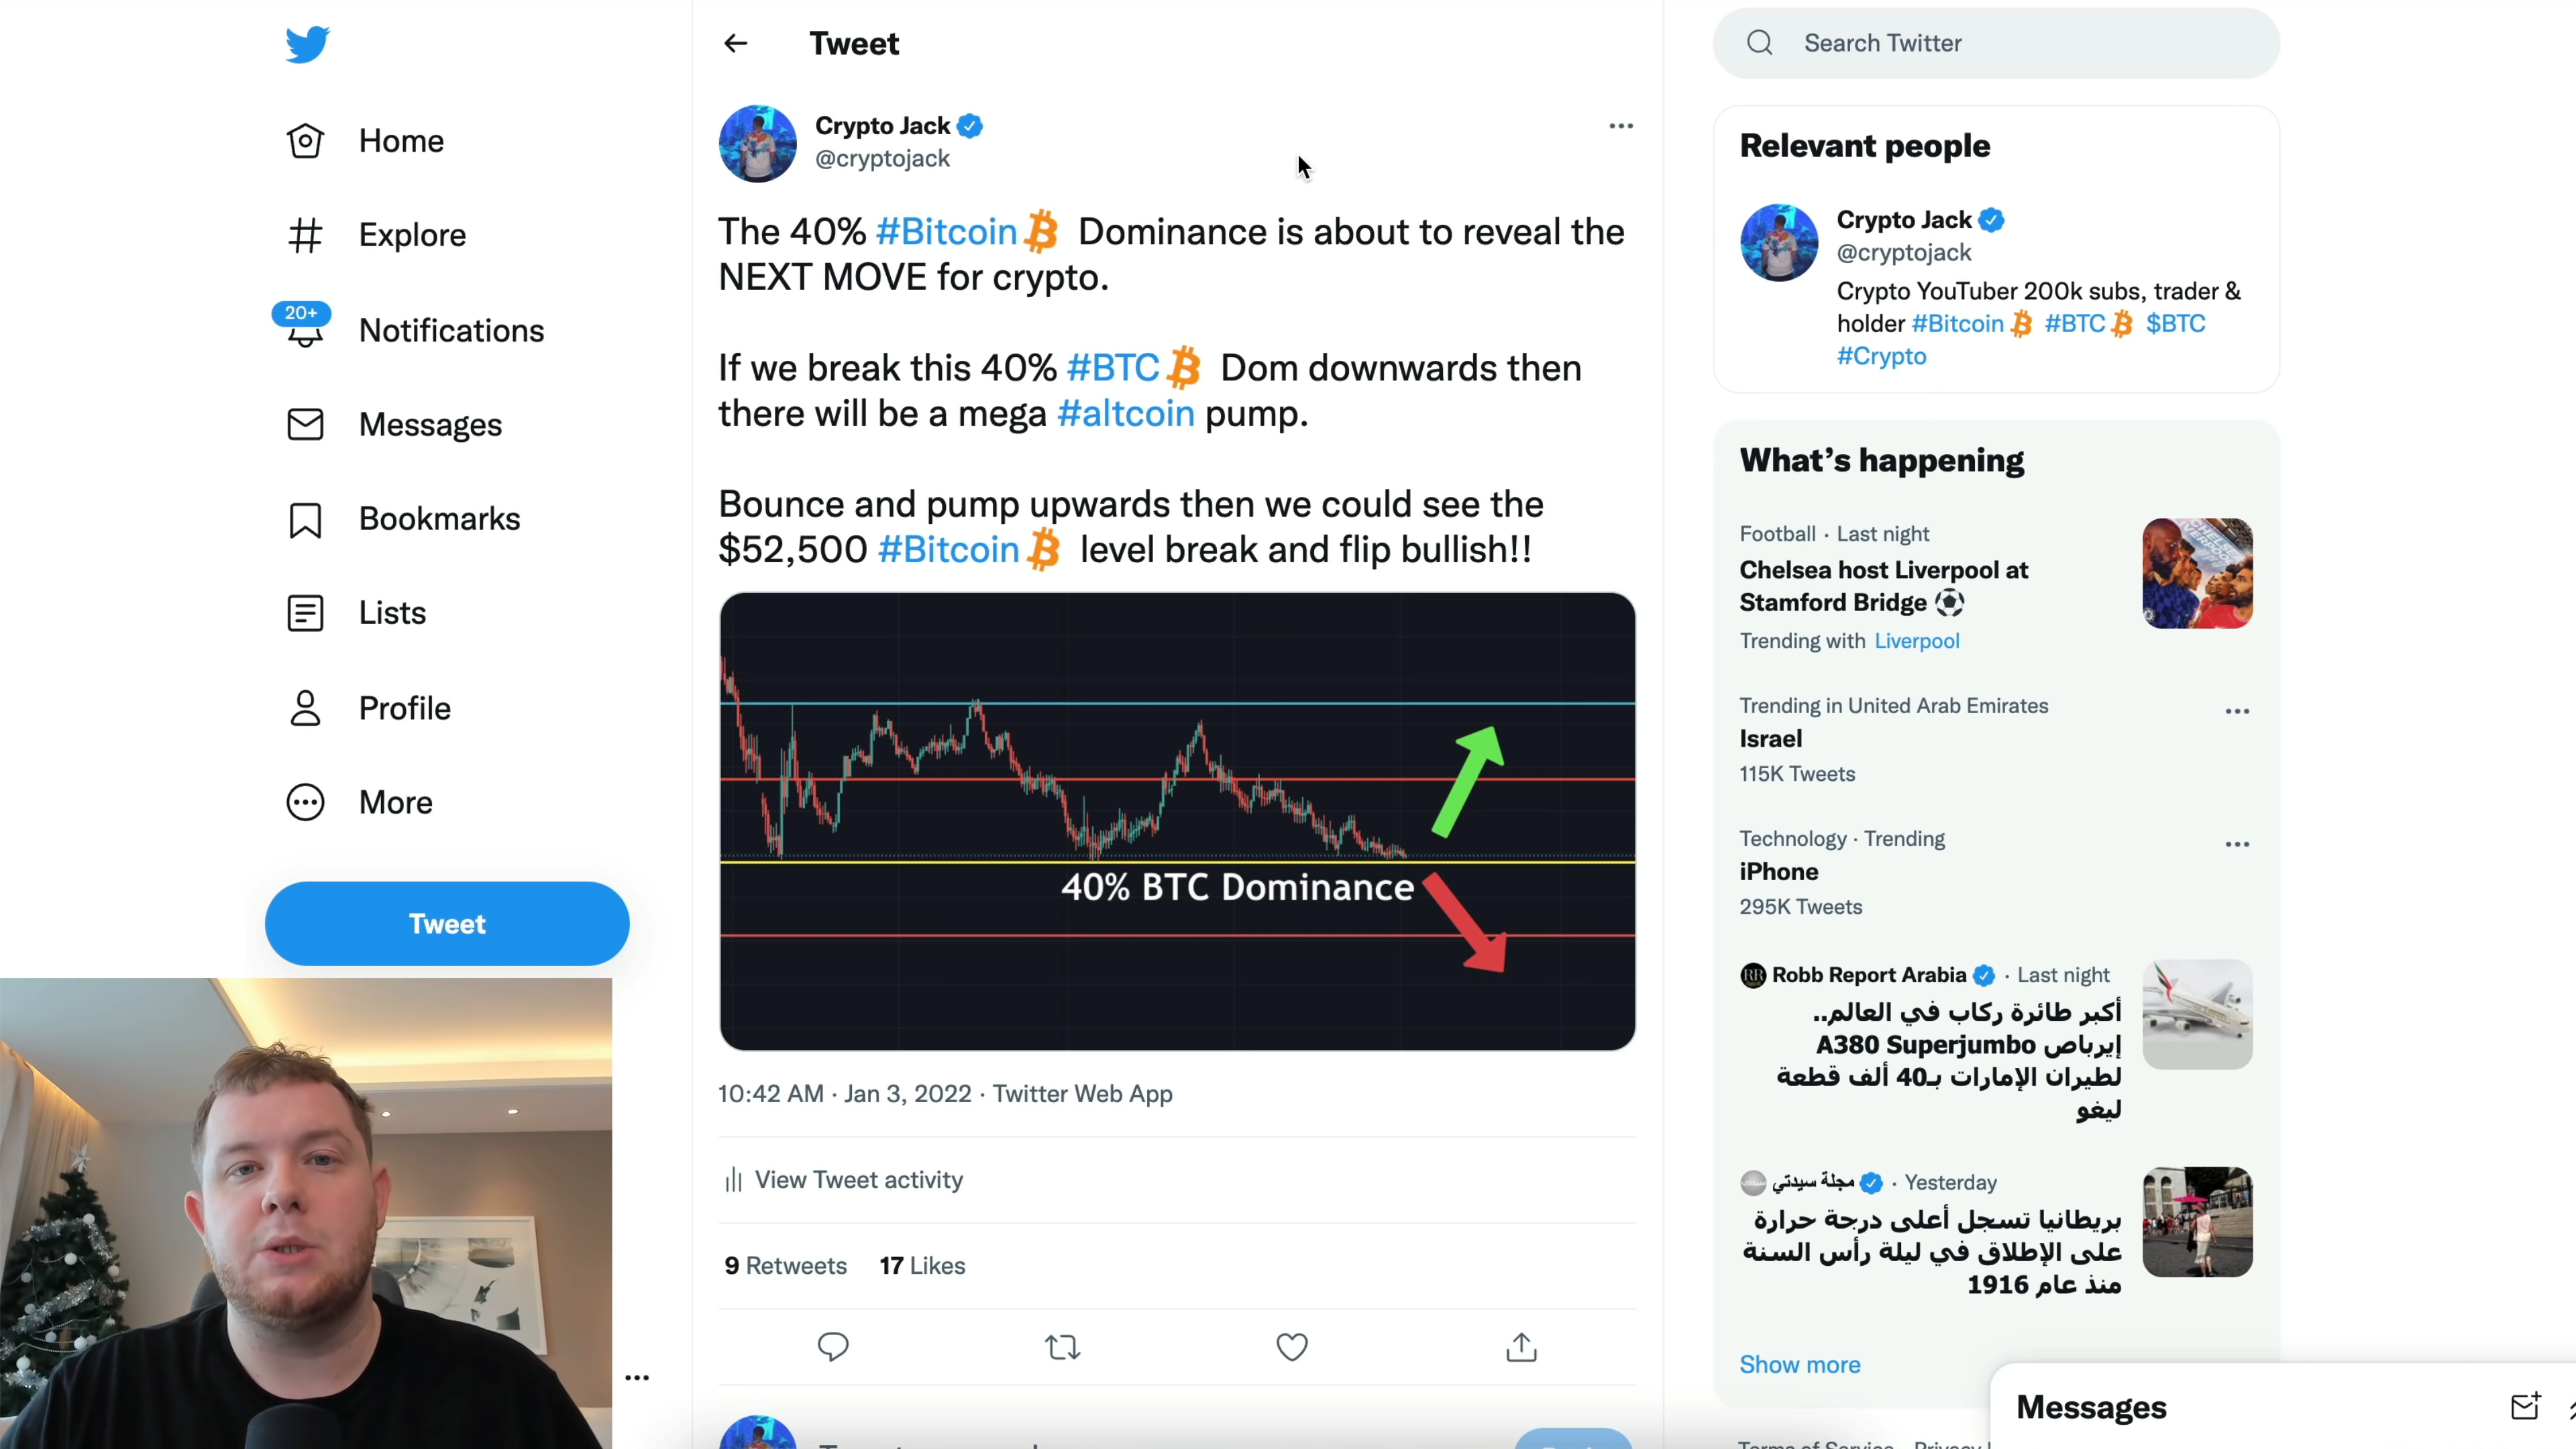 Home
Explore
20+
Notifications
Messages
Bookmarks
Lists
Profile
More
Tweet
Tweet
Crypto Jack
@cryptojack
The 40% #Bitcoin Dominance is about to reveal the
NEXT MOVE for crypto.
If we break this 40% #BTC Dom downwards then
there will be a mega #altcoin pump.
Bounce and pump upwards then we could see the
$52,500 #Bitcoin level break and flip bullish!!
40% BTC Dominance
10:42 AM · Jan 3, 2022 · Twitter Web App
View Tweet activity
9 Retweets 17 Likes
Search Twitter
Relevant people
Crypto Jack
@cryptojack
Crypto YouTuber 200k subs, trader &
holder #Bitcoin #BTC $BTC
#Crypto
What's happening
Football · Last night
Chelsea host Liverpool at
Stamford Bridge
Trending with Liverpool
Trending in United Arab Emirates
Israel
115K Tweets
Technology · Trending
iPhone
295K Tweets
RR Robb Report Arabia · Last night
أكبر طائرة ركاب في العالم..
إيرباص A380 Superjumbo
لطيران الإمارات بـ40 ألف قطعة
ليغو
مجلة سيدتي · Yesterday
بريطانيا تسجل أعلى درجة حرارة
على الإطلاق في ليلة رأس السنة
منذ عام 1916
Show more
Messages